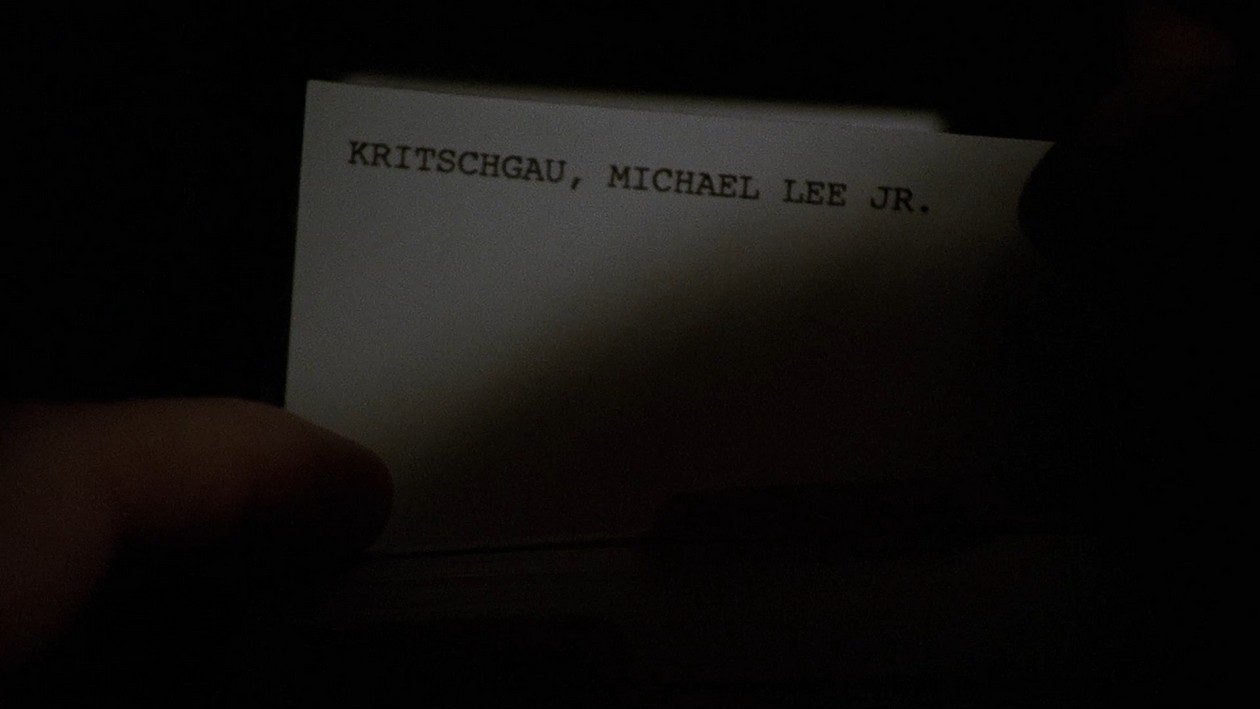 KRITSCHGAU, MICHAEL LEE JR.